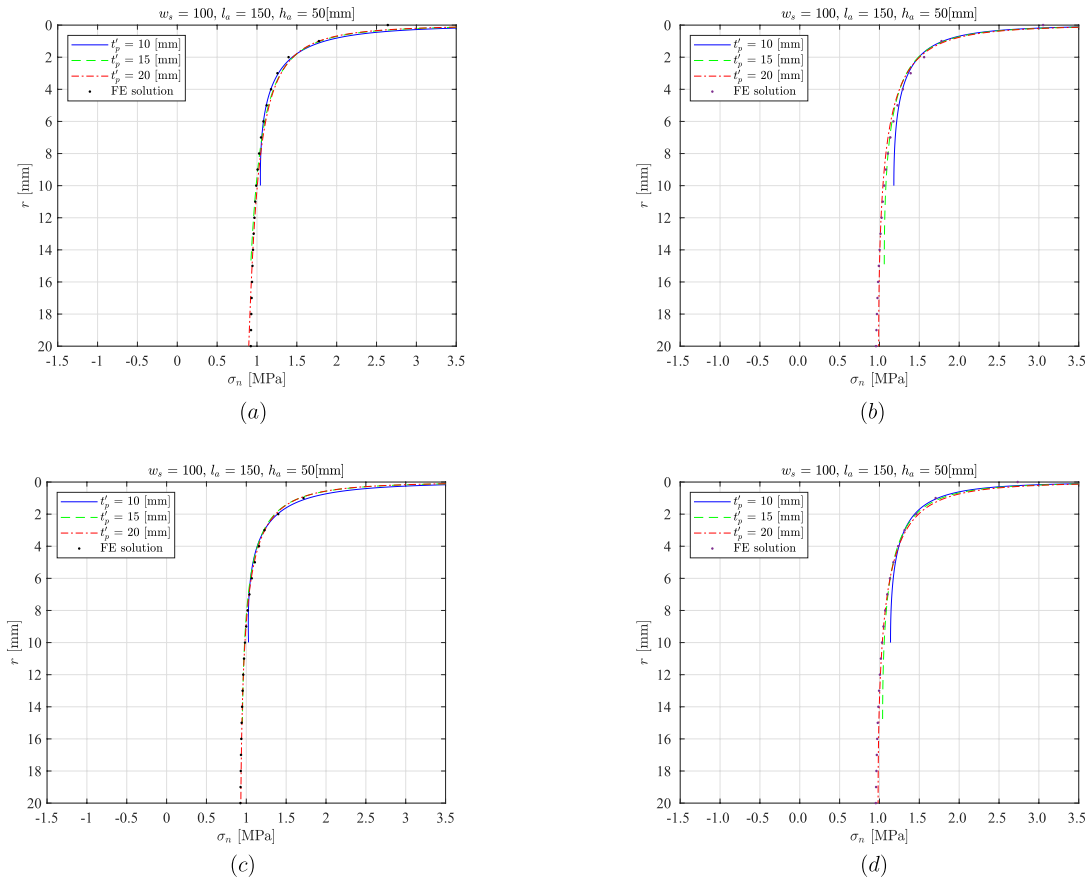 w_s = 100, l_a = 150, h_a = 50[mm]
t'_p = 10 [mm]
t'_p = 15 [mm]
t'_p = 20 [mm]
FE solution
0
2
4
6
8
10
12
14
16
18
20
r [mm]
-1.5 -1 -0.5 0 0.5 1 1.5 2 2.5 3 3.5
σ_n [MPa]
(a)
w_s = 100, l_a = 150, h_a = 50[mm]
t'_p = 10 [mm]
t'_p = 15 [mm]
t'_p = 20 [mm]
FE solution
0
2
4
6
8
10
12
14
16
18
20
r [mm]
-1.5 -1.0 -0.5 0.0 0.5 1.0 1.5 2.0 2.5 3.0 3.5
σ_n [MPa]
(b)
w_s = 100, l_a = 150, h_a = 50[mm]
t'_p = 10 [mm]
t'_p = 15 [mm]
t'_p = 20 [mm]
FE solution
0
2
4
6
8
10
12
14
16
18
20
r [mm]
-1.5 -1 -0.5 0 0.5 1 1.5 2 2.5 3 3.5
σ_n [MPa]
(c)
w_s = 100, l_a = 150, h_a = 50[mm]
t'_p = 10 [mm]
t'_p = 15 [mm]
t'_p = 20 [mm]
FE solution
0
2
4
6
8
10
12
14
16
18
20
r [mm]
-1.5 -1.0 -0.5 0.0 0.5 1.0 1.5 2.0 2.5 3.0 3.5
σ_n [MPa]
(d)